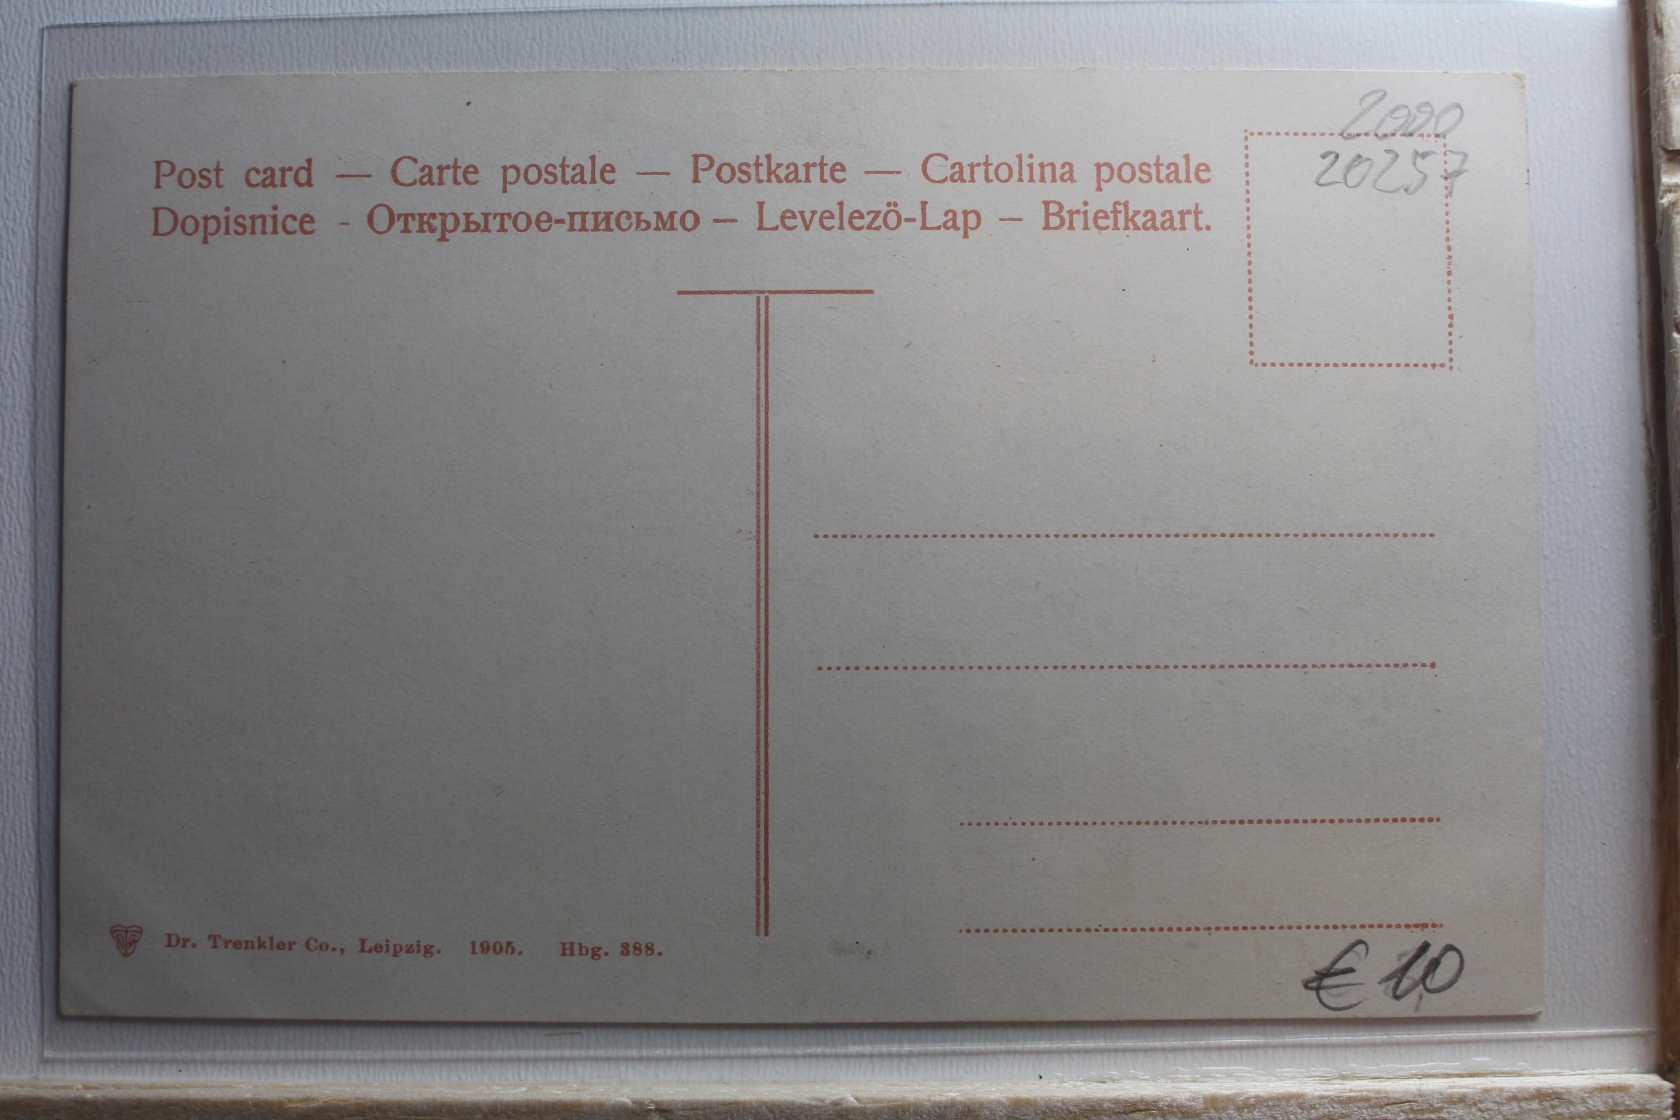 2000
20257
Post card — Carte postale — Postkarte — Cartolina postale
Dopisnice - Открытое-письмо — Levelezö-Lap — Briefkaart.
Dr. Trenkler Co., Leipzig. 1905. Hbg. 388.
€ 10